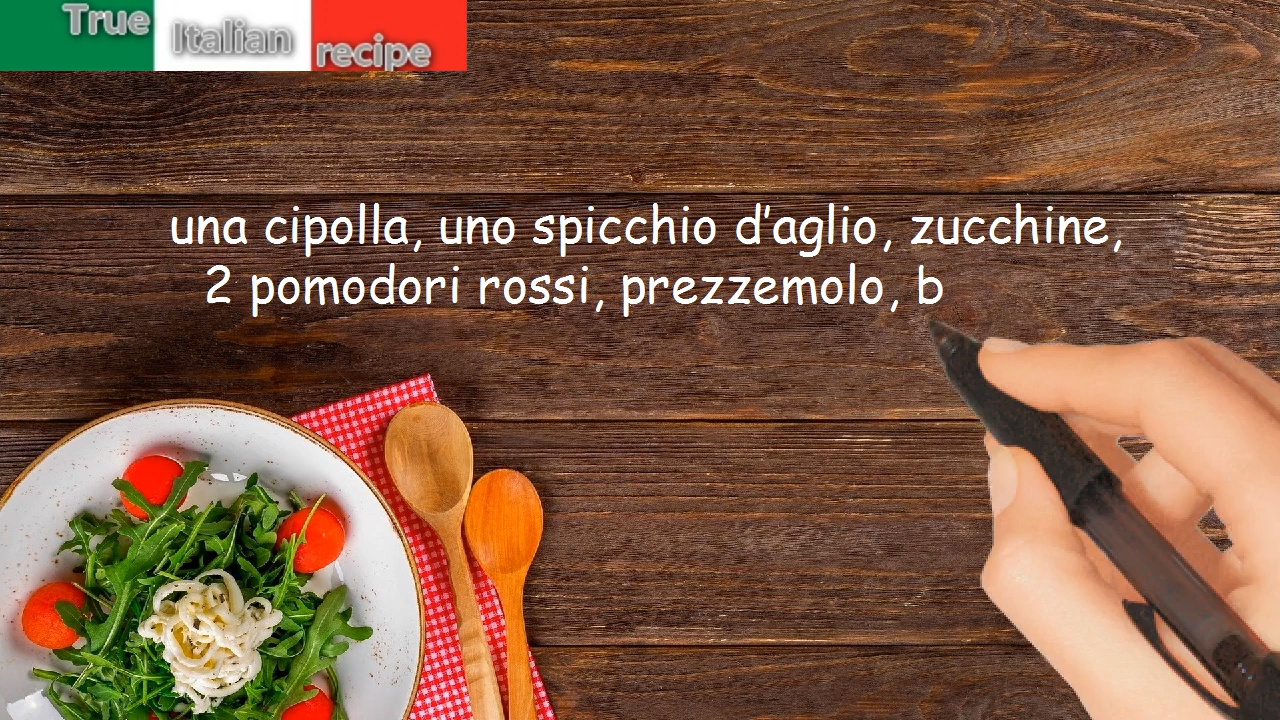 True Italian recipe
una cipolla, uno spicchio d'aglio, zucchine,
2 pomodori rossi, prezzemolo, b